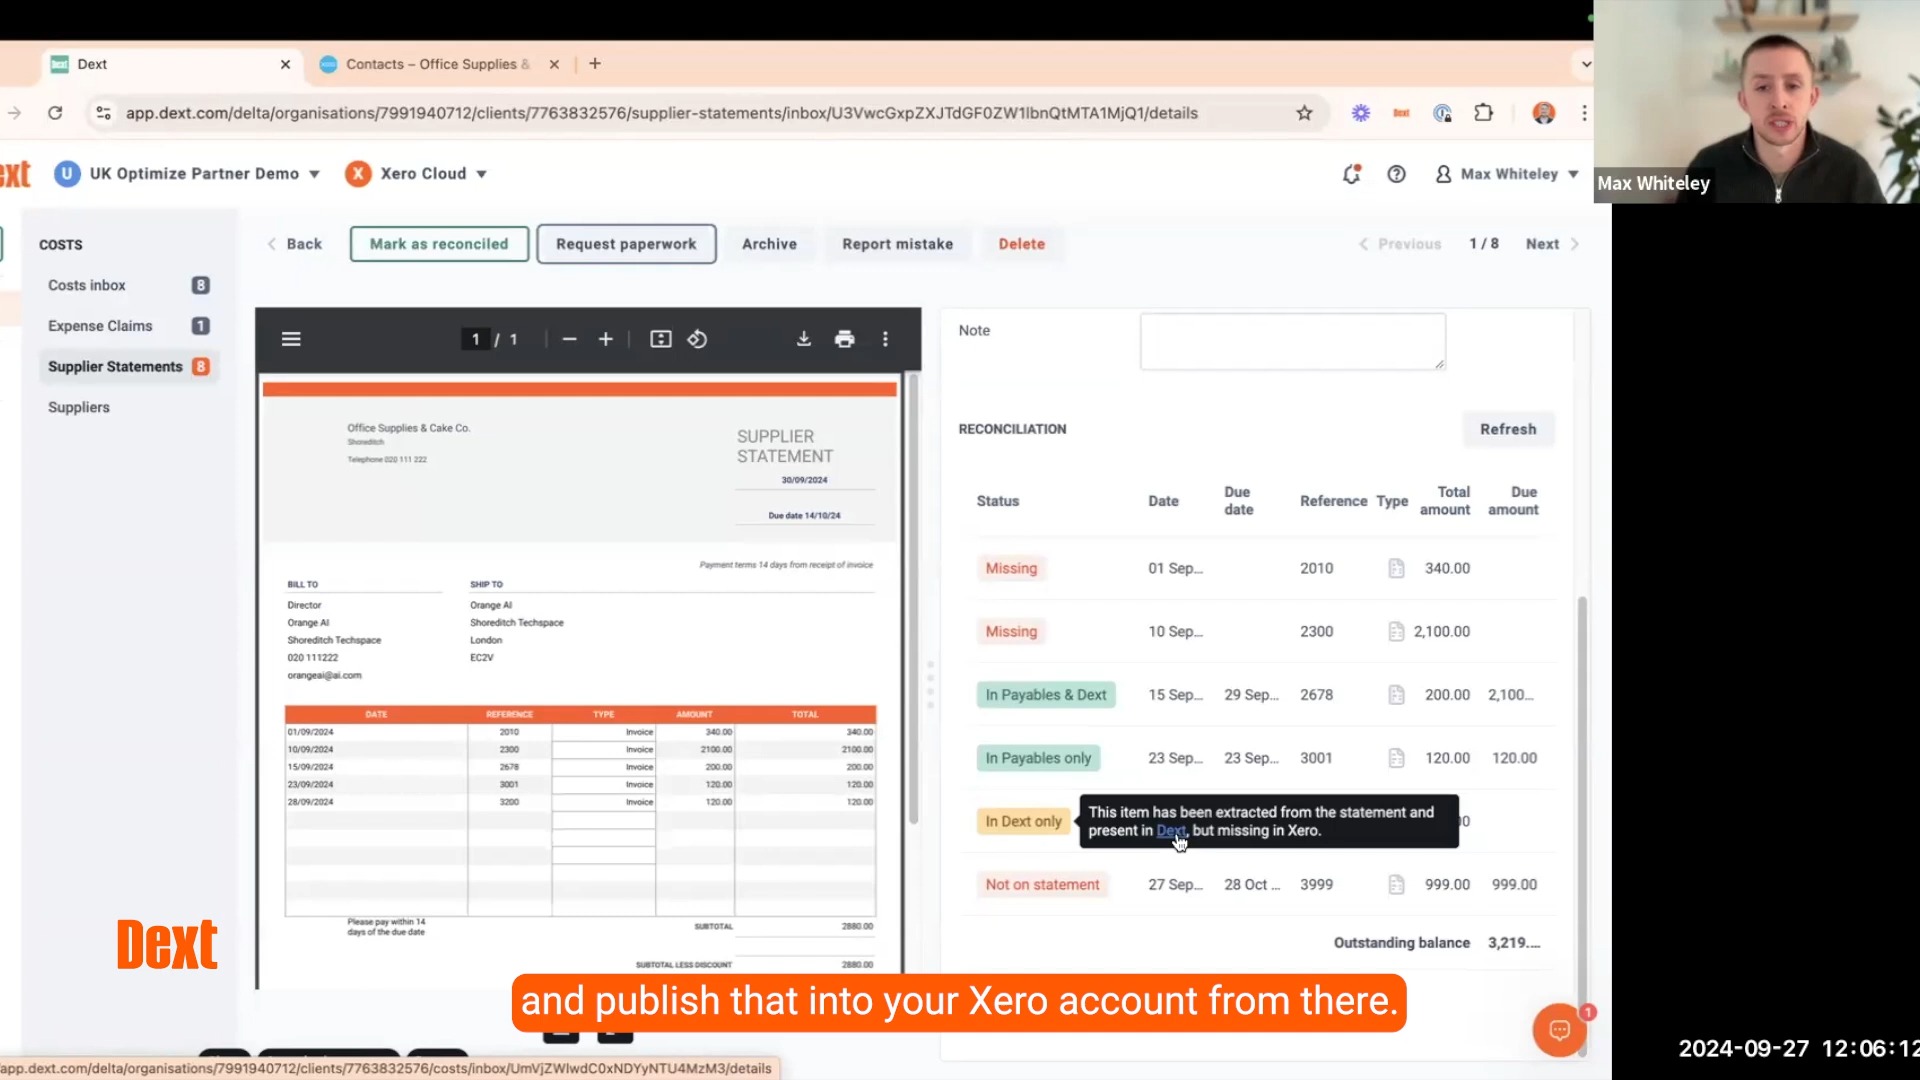 Dext
Contacts – Office Supplies &
app.dext.com/delta/organisations/7991940712/clients/7763832576/supplier-statements/inbox/U3VwcGxpZXJTdGF0ZW1lbnQtMTA1MjQ1/details
Dext
ext
U
UK Optimize Partner Demo
X
Xero Cloud
Max Whiteley
Max Whiteley
COSTS
Costs inbox 8
Expense Claims 1
Supplier Statements 8
Suppliers
Back
Mark as reconciled
Request paperwork
Archive
Report mistake
Delete
Previous
1 / 8
Next
1 / 1
Office Supplies & Cake Co.
Shoreditch
Telephone 020 111 222
SUPPLIER
STATEMENT
30/09/2024
Due date 14/10/24
Payment terms 14 days from receipt of invoice
BILL TO
Director
Orange AI
Shoreditch Techspace
020 111222
orangeai@ai.com
SHIP TO
Orange AI
Shoreditch Techspace
London
EC2V
DATE REFERENCE TYPE AMOUNT TOTAL
01/09/2024 2010 Invoice 340.00 340.00
10/09/2024 2300 Invoice 2100.00 2100.00
15/09/2024 2678 Invoice 200.00 200.00
23/09/2024 3001 Invoice 120.00 120.00
28/09/2024 3200 Invoice 120.00 120.00
Please pay within 14
days of the due date
SUBTOTAL 2880.00
SUBTOTAL LESS DISCOUNT 2880.00
Note
RECONCILIATION
Refresh
Status Date Due date Reference Type Total amount Due amount
Missing 01 Sep... 2010 340.00
Missing 10 Sep... 2300 2,100.00
In Payables & Dext 15 Sep... 29 Sep... 2678 200.00 2,100...
In Payables only 23 Sep... 23 Sep... 3001 120.00 120.00
In Dext only
This item has been extracted from the statement and
present in Dext, but missing in Xero.
Not on statement 27 Sep... 28 Oct ... 3999 999.00 999.00
Outstanding balance 3,219....
Dext
and publish that into your Xero account from there.
1
2024-09-27 12:06:12
app.dext.com/delta/organisations/7991940712/clients/7763832576/costs/inbox/UmVjZWlwdC0xNDYyNTU4MzM3/details